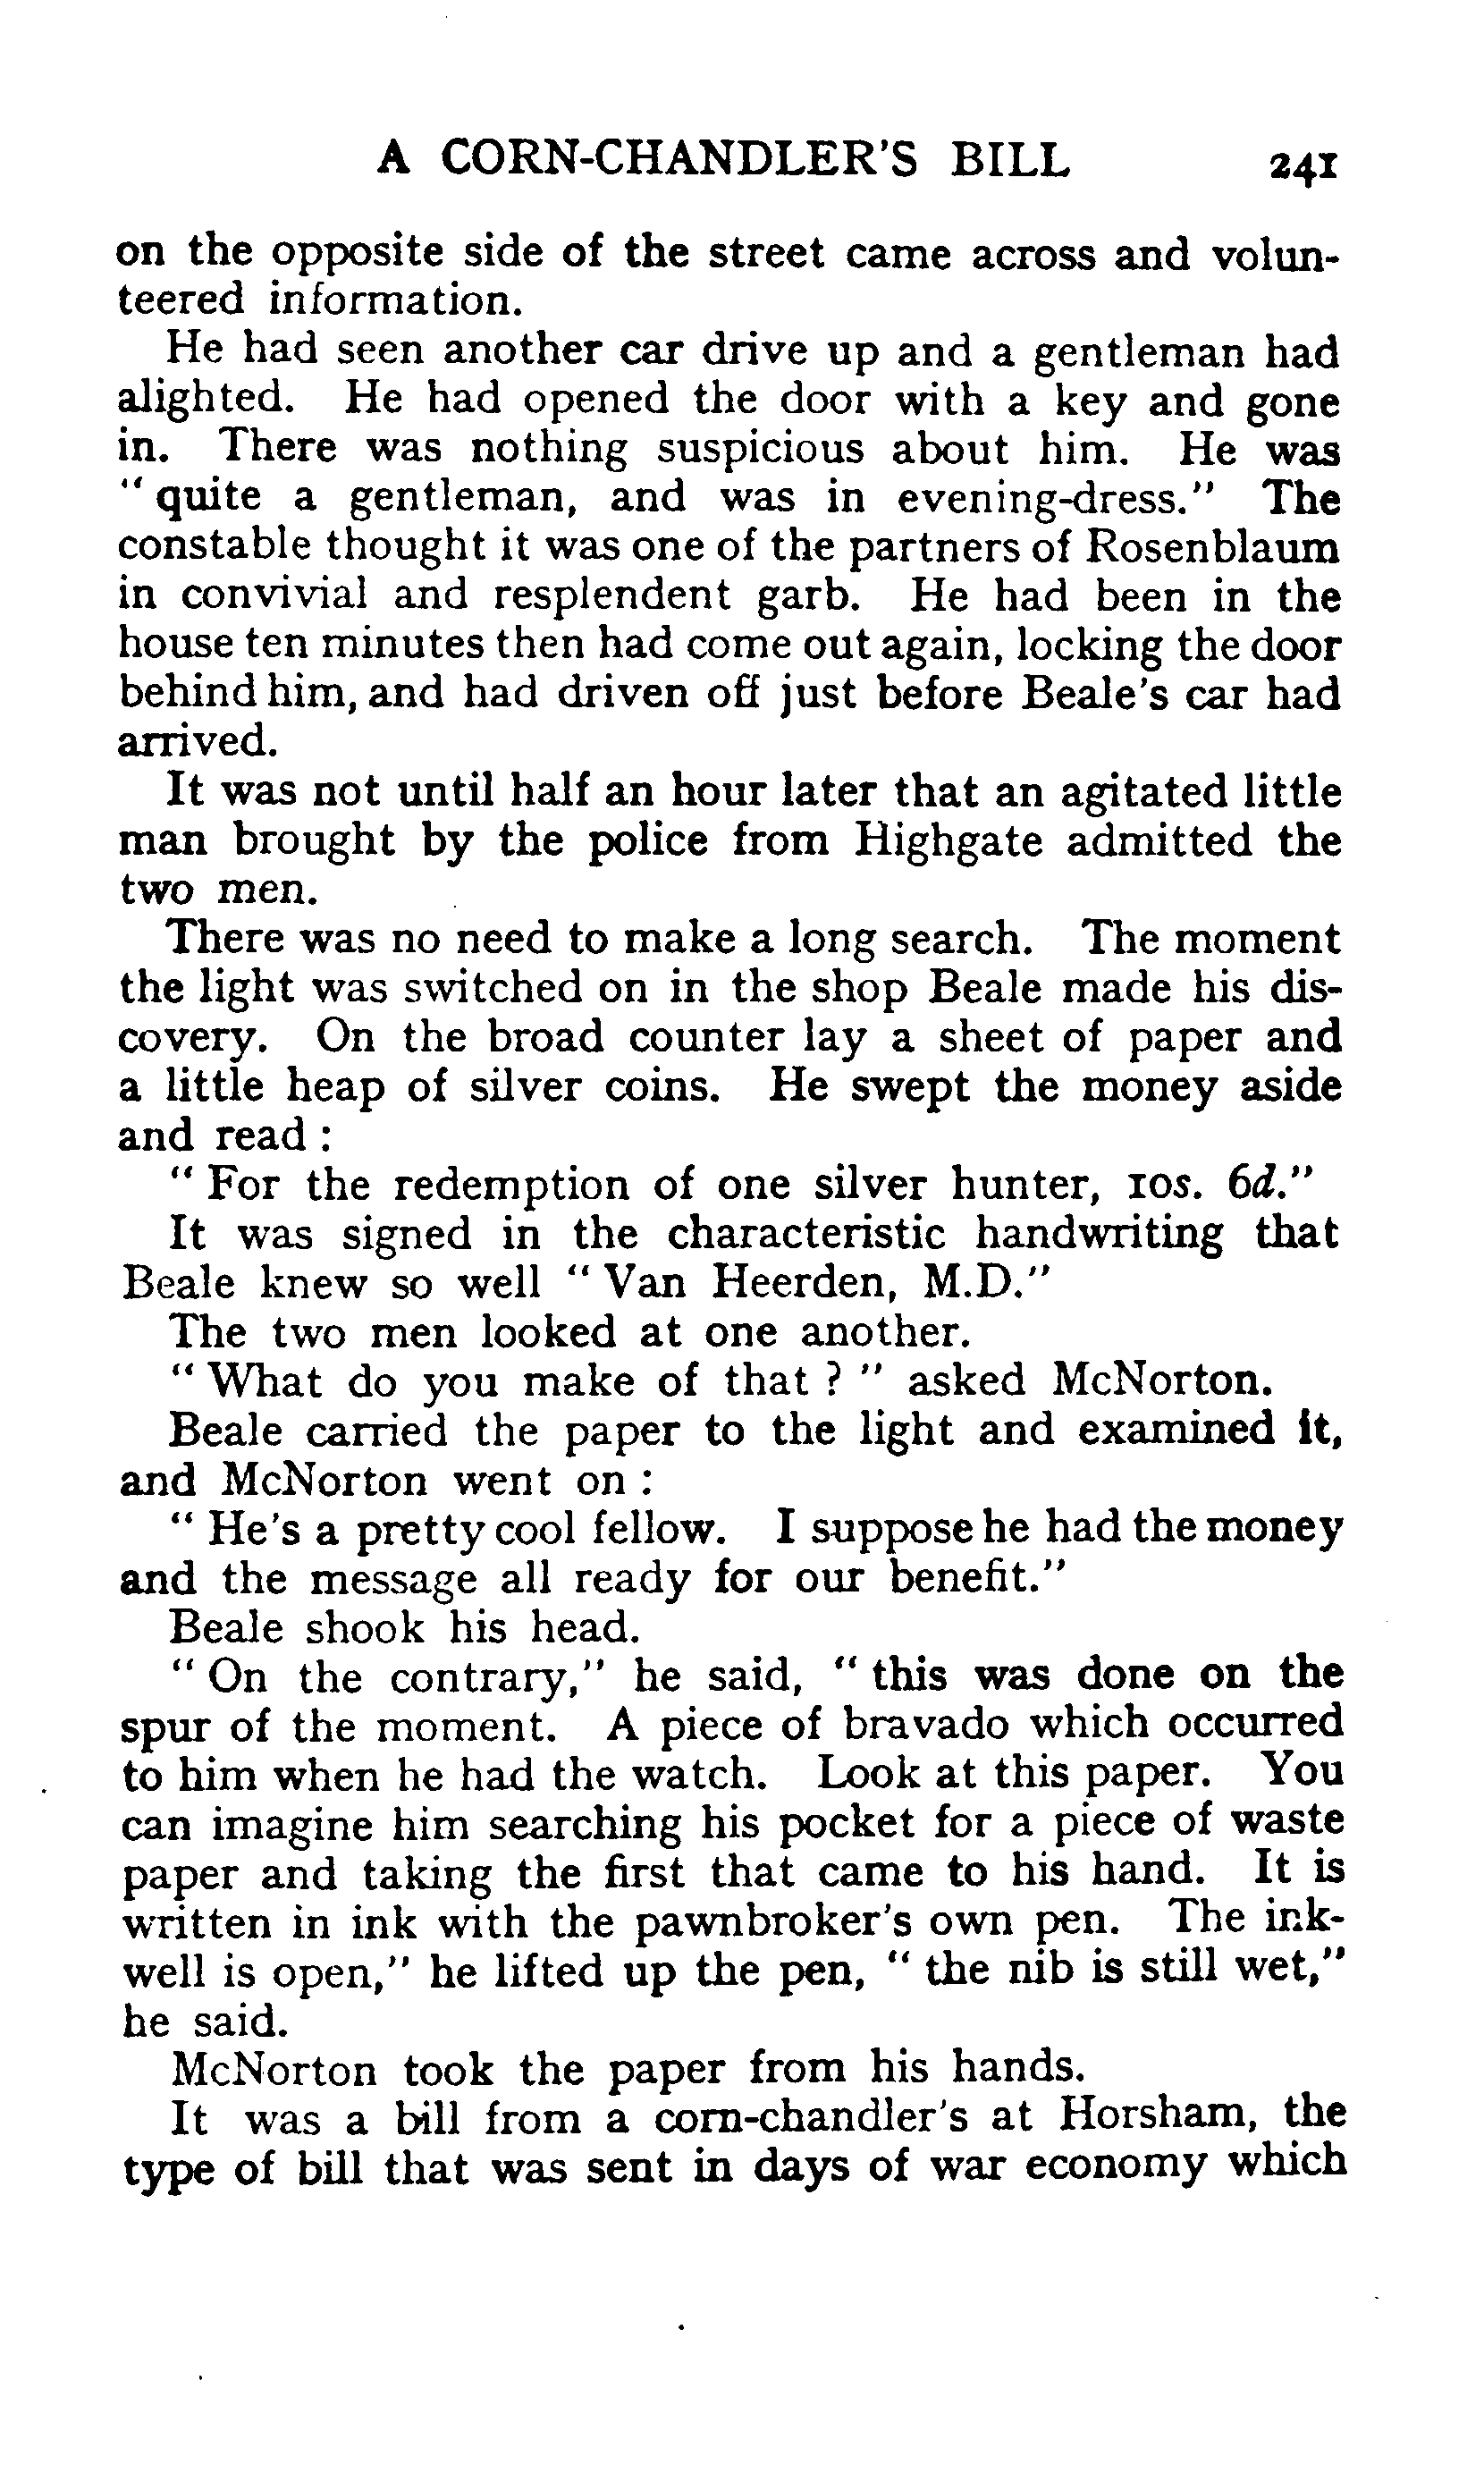 A CORN-CHANDLER'S BILL 241
on the opposite side of the street came across and volun-
teered information.
He had seen another car drive up and a gentleman had
alighted. He had opened the door with a key and gone
in. There was nothing suspicious about him. He was
" quite a gentleman, and was in evening-dress." The
constable thought it was one of the partners of Rosenblaum
in convivial and resplendent garb. He had been in the
house ten minutes then had come out again, locking the door
behind him, and had driven off just before Beale's car had
arrived.
It was not until half an hour later that an agitated little
man brought by the police from Highgate admitted the
two men.
There was no need to make a long search. The moment
the light was switched on in the shop Beale made his dis-
covery. On the broad counter lay a sheet of paper and
a little heap of silver coins. He swept the money aside
and read :
" For the redemption of one silver hunter, 10s. 6d."
It was signed in the characteristic handwriting that
Beale knew so well " Van Heerden, M.D."
The two men looked at one another.
" What do you make of that ? " asked McNorton.
Beale carried the paper to the light and examined it,
and McNorton went on :
" He's a pretty cool fellow. I suppose he had the money
and the message all ready for our benefit."
Beale shook his head.
" On the contrary," he said, " this was done on the
spur of the moment. A piece of bravado which occurred
to him when he had the watch. Look at this paper. You
can imagine him searching his pocket for a piece of waste
paper and taking the first that came to his hand. It is
written in ink with the pawnbroker's own pen. The ink-
well is open," he lifted up the pen, " the nib is still wet,"
he said.
McNorton took the paper from his hands.
It was a bill from a corn-chandler's at Horsham, the
type of bill that was sent in days of war economy which